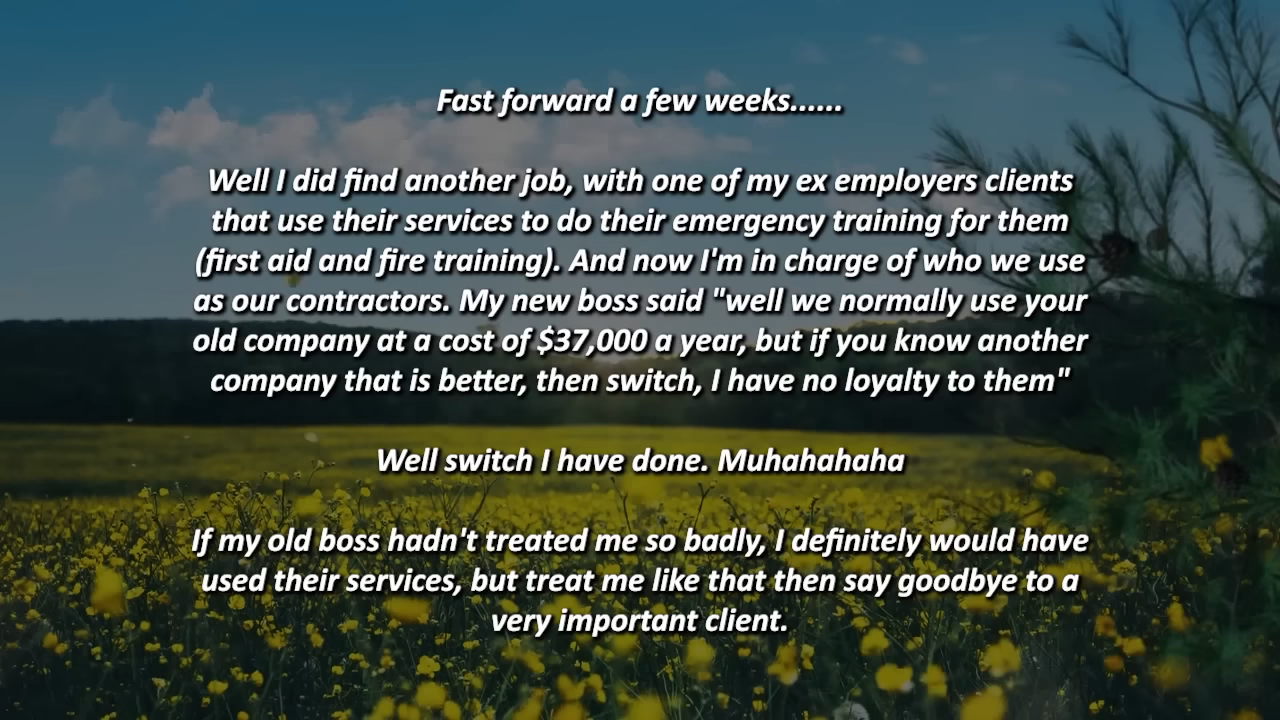 Fast forward a few weeks......
Well I did find another job, with one of my ex employers clients
that use their services to do their emergency training for them
(first aid and fire training). And now I'm in charge of who we use
as our contractors. My new boss said "well we normally use your
old company at a cost of $37,000 a year, but if you know another
company that is better, then switch, I have no loyalty to them"
Well switch I have done. Muhahahaha
If my old boss hadn't treated me so badly, I definitely would have
used their services, but treat me like that then say goodbye to a
very important client.